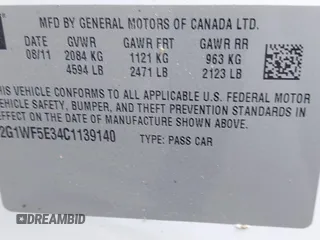 MFD BY GENERAL MOTORS OF CANADA LTD.
DATE GVWR GAWR FRT GAWR RR
08/11 2084 KG 1121 KG 963 KG
4594 LB 2471 LB 2123 LB
THIS VEHICLE CONFORMS TO ALL APPLICABLE U.S. FEDERAL MOTOR
VEHICLE SAFETY, BUMPER, AND THEFT PREVENTION STANDARDS IN
EFFECT ON THE DATE OF MANUFACTURE SHOWN ABOVE.
2G1WF5E34C1139140 TYPE: PASS CAR
© RAWBIDFAX